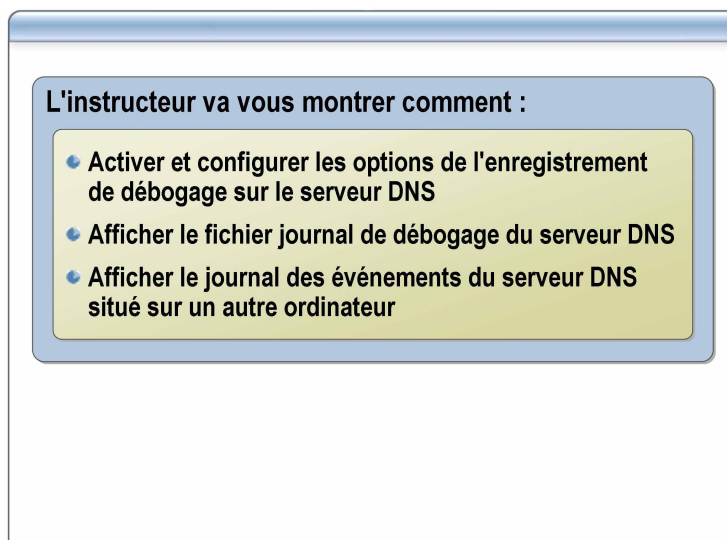 L'instructeur va vous montrer comment :
Activer et configurer les options de l'enregistrement
de débogage sur le serveur DNS
Afficher le fichier journal de débogage du serveur DNS
Afficher le journal des événements du serveur DNS
situé sur un autre ordinateur